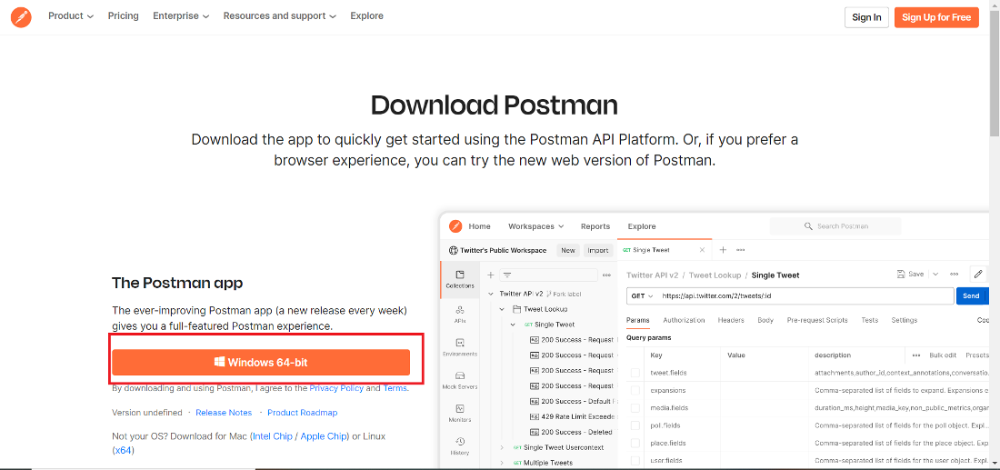 Product Pricing Enterprise Resources and support Explore Sign In Sign Up for Free
Download Postman
Download the app to quickly get started using the Postman API Platform. Or, if you prefer a
browser experience, you can try the new web version of Postman.
The Postman app
The ever-improving Postman app (a new release every week)
gives you a full-featured Postman experience.
Windows 64-bit
By downloading and using Postman, I agree to the Privacy Policy and Terms.
Version undefined · Release Notes · Product Roadmap
Not your OS? Download for Mac (Intel Chip / Apple Chip) or Linux
(x64)
Home Workspaces Reports Explore Search Postman
Twitter's Public Workspace New Import
GET Single Tweet
Collections
APIs
Environments
Mock Servers
Monitors
History
Twitter API v2 Fork label
Tweet Lookup
GET Single Tweet
200 Success - Request
200 Success - Request
200 Success - Request
200 Success - Request
200 Success - Default
429 Rate Limit Exceede
200 Success - Deleted
GET Single Tweet Usercontext
GET Multiple Tweets
Twitter API v2 / Tweet Lookup / Single Tweet Save
GET https://api.twitter.com/2/tweets/:id Send
Params Authorization Headers Body Pre-request Scripts Tests Settings Coo
Query params
Key Value description Bulk edit Presets
tweet.fields attachments,author_id,context_annotations,conversatio...
expansions Comma-separated list of fields to expand. Expansions e
media.fields duration_ms,height,media_key,non_public_metrics,organ
poll.fields Comma-separated list of fields for the poll object. Expl...
place.fields Comma-separated list of fields for the place object. Expl
user.fields Comma-separated list of fields for the user object. Expl